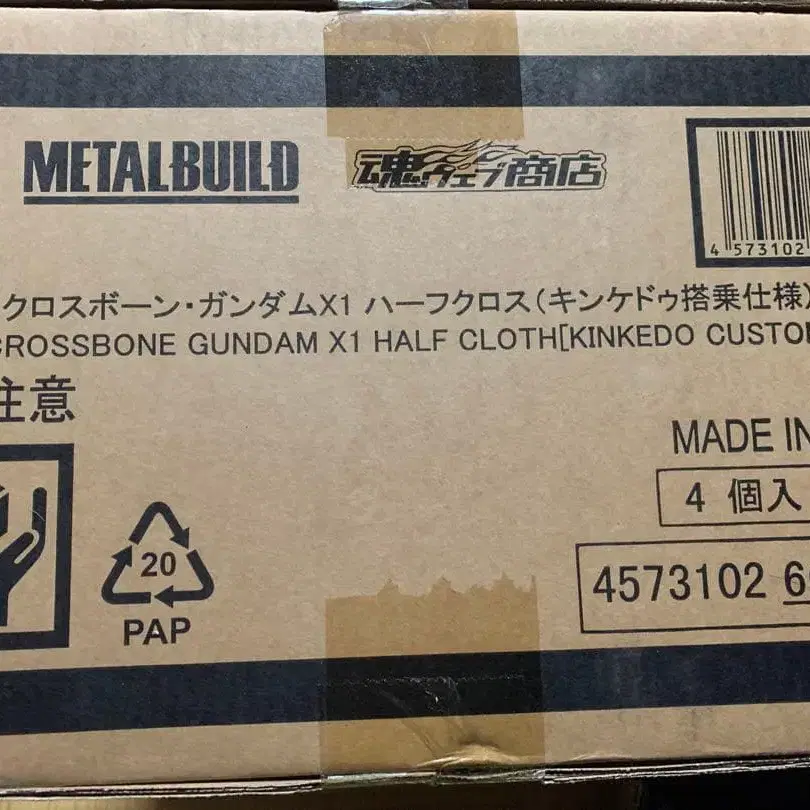 METAL BUILD
魂ウェブ商店
4 573102
クロスボーン・ガンダムX1 ハーフクロス(キンケドゥ搭乗仕様)
CROSSBONE GUNDAM X1 HALF CLOTH[KINKEDO CUSTO
注意
MADE IN
4 個入
20
PAP
4573102 6